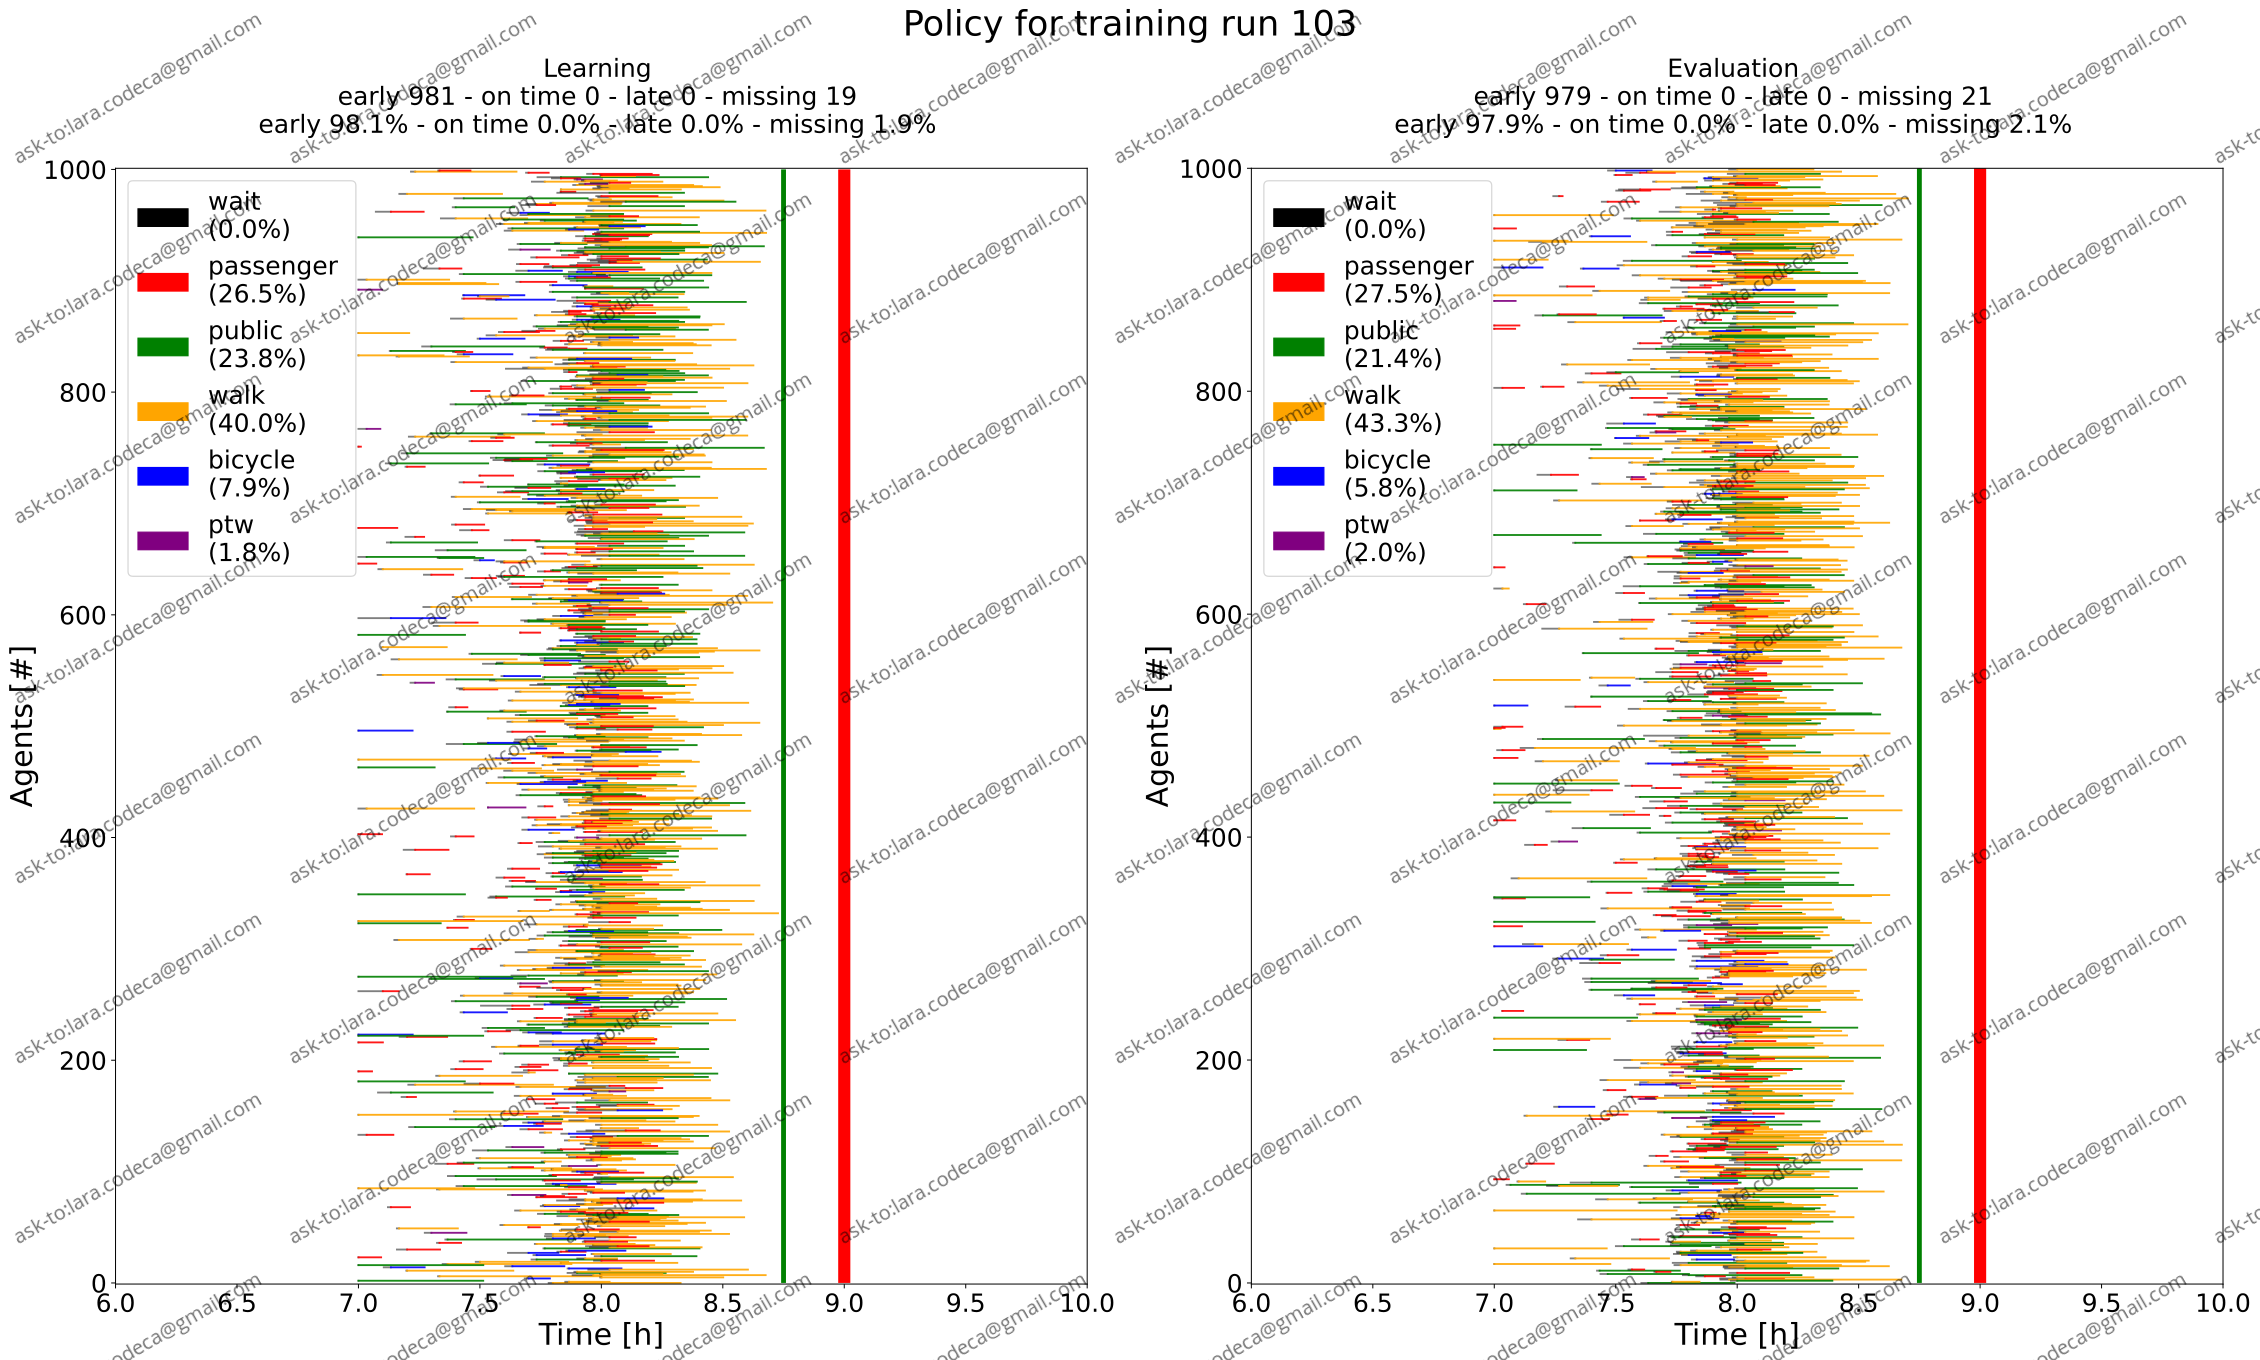 Policy for training run 103
Learning
early 981 - on time 0 - late 0 - missing 19
early 98.1% - on time 0.0% - late 0.0% - missing 1.9%
1000
800
600
400
200
0
Agents [#]
wait
(0.0%)
passenger
(26.5%)
public
(23.8%)
walk
(40.0%)
bicycle
(7.9%)
ptw
(1.8%)
6.0 6.5 7.0 7.5 8.0 8.5 9.0 9.5 10.0
Time [h]
Evaluation
early 979 - on time 0 - late 0 - missing 21
early 97.9% - on time 0.0% - late 0.0% - missing 2.1%
1000
800
600
400
200
0
Agents [#]
wait
(0.0%)
passenger
(27.5%)
public
(21.4%)
walk
(43.3%)
bicycle
(5.8%)
ptw
(2.0%)
6.0 6.5 7.0 7.5 8.0 8.5 9.0 9.5 10.0
Time [h]
ask-to:lara.codeca@gmail.com